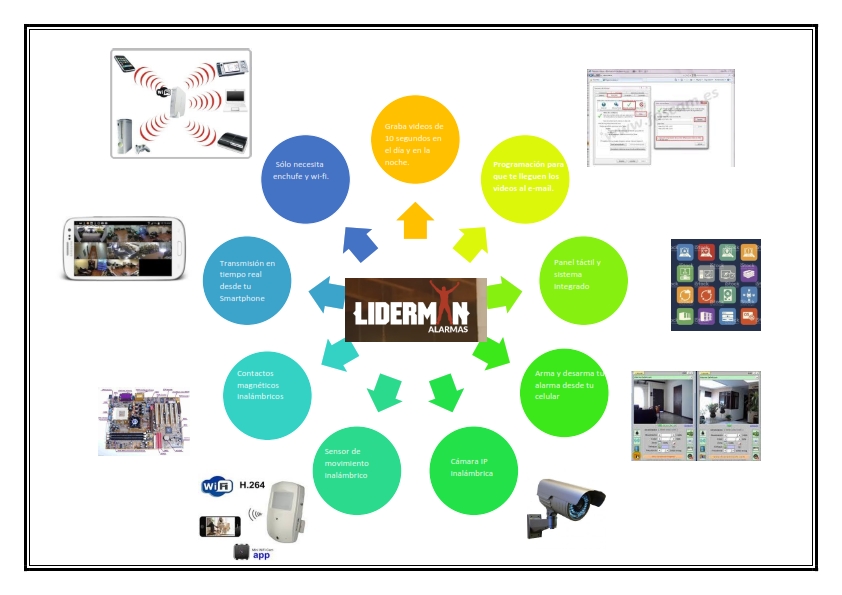 Graba videos de
10 segundos en
el día y en la
noche.
Programación para
que te lleguen los
videos al e-mail.
Panel táctil y
sistema
integrado
Arma y desarma tu
alarma desde tu
celular
Cámara IP
inalámbrica
Sensor de
movimiento
inalámbrico
Contactos
magnéticos
inalámbricos
Transmisión en
tiempo real
desde tu
Smartphone
Sólo necesita
enchufe y wi-fi.
LIDERMAN
ALARMAS
WiFi
WiFi H.264
app